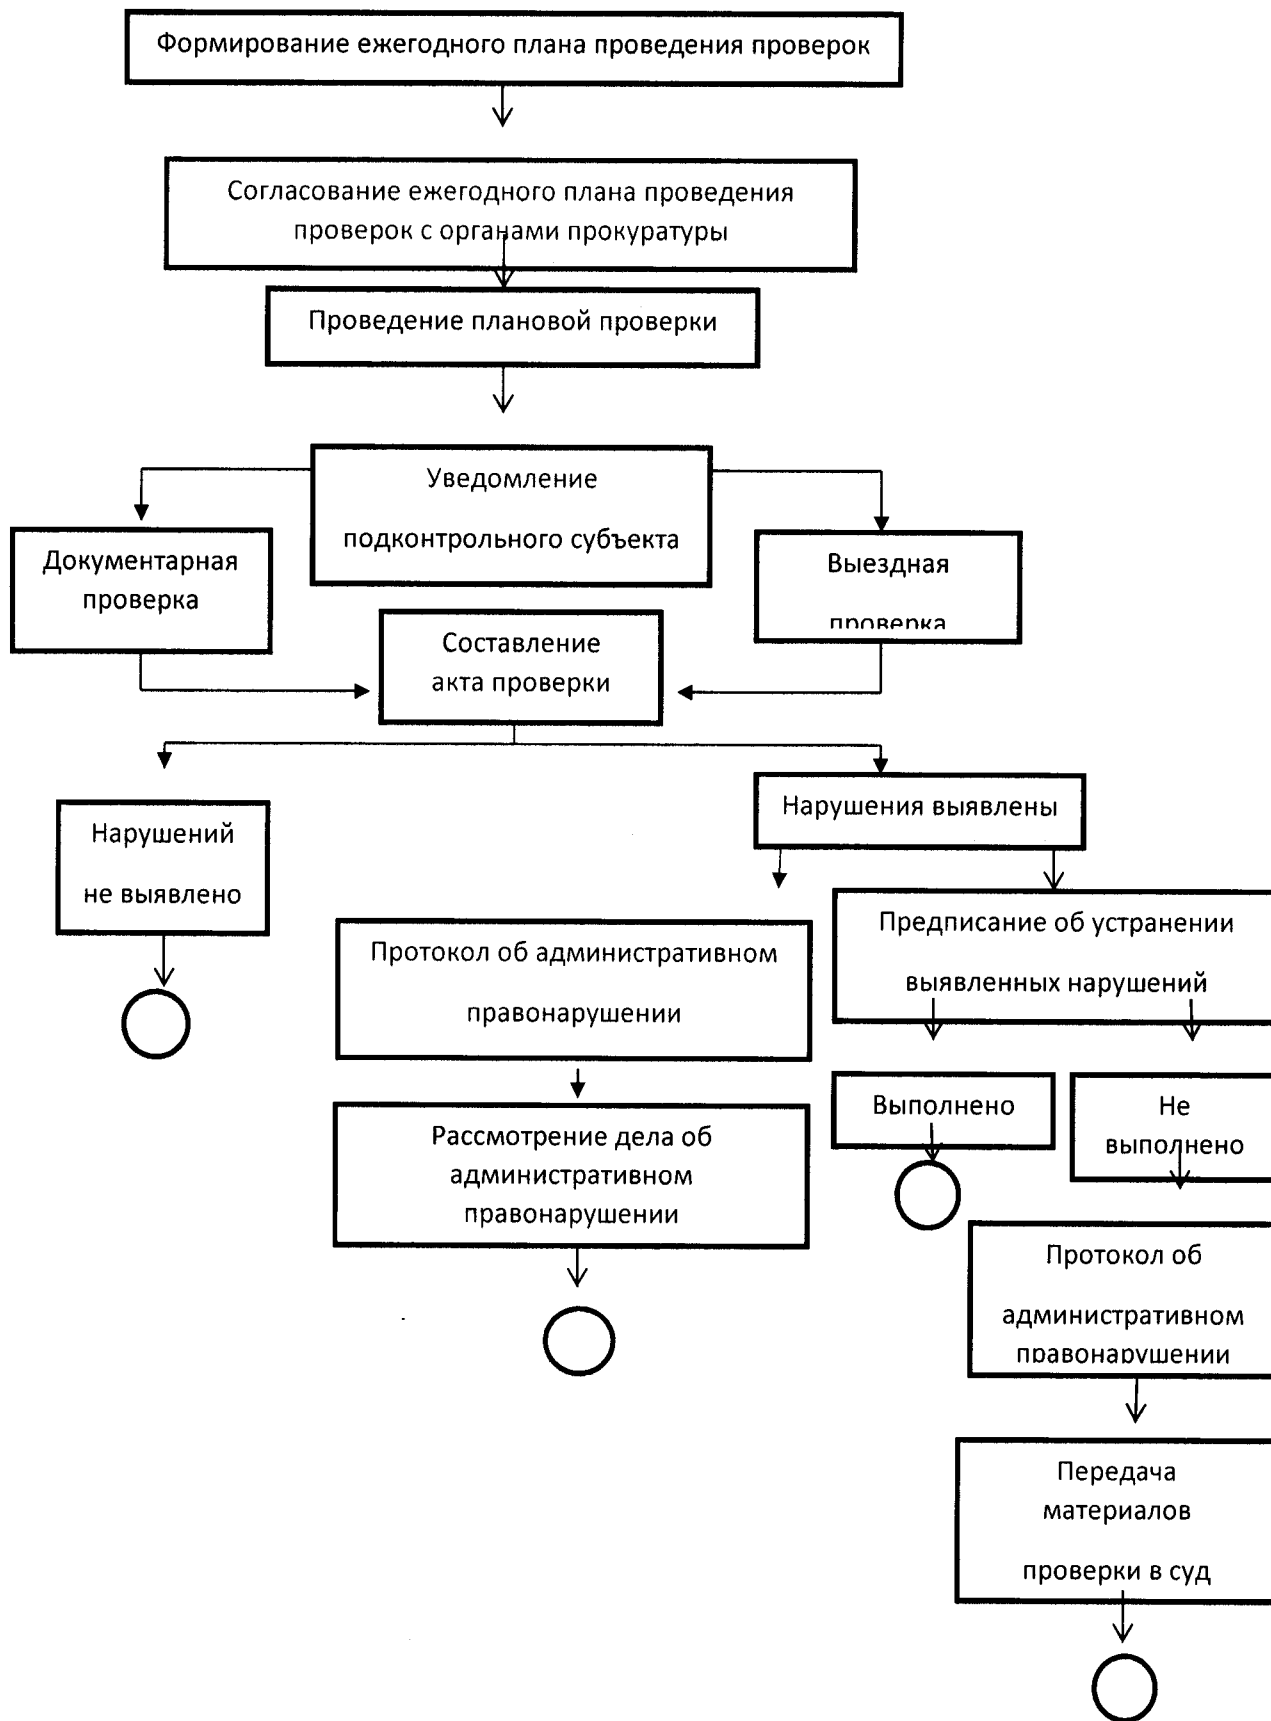 Формирование ежегодного плана проведения проверок
Согласование ежегодного плана проведения
проверок с органами прокуратуры
Проведение плановой проверки
Уведомление
подконтрольного субъекта
Документарная
проверка
Выездная
проверка
Составление
акта проверки
Нарушений
не выявлено
Нарушения выявлены
Протокол об административном
правонарушении
Предписание об устранении
выявленных нарушений
Рассмотрение дела об
административном
правонарушении
Выполнено
Не
выполнено
Протокол об
административном
правонарушении
Передача
материалов
проверки в суд